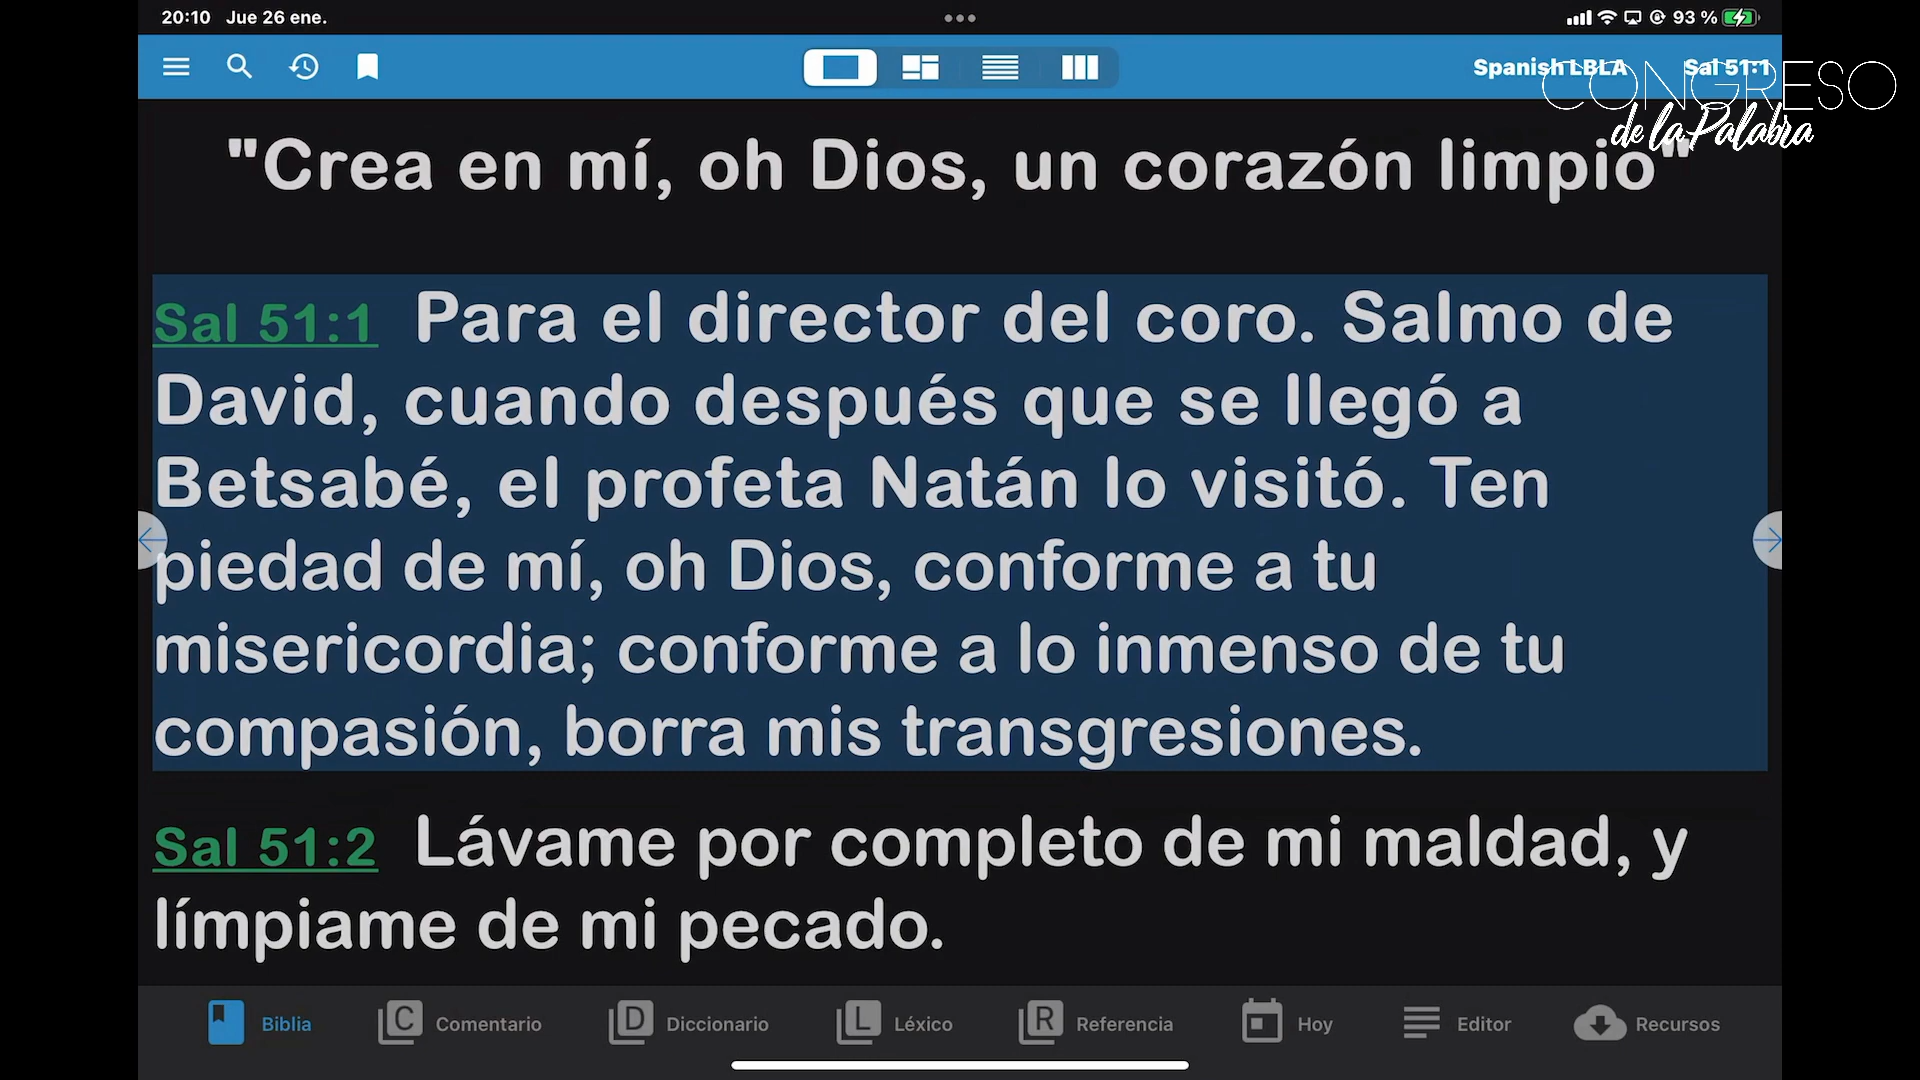 20:10 Jue 26 ene.
93 %
Spanish LBLA Sal 51:1
CONGRESO
de la Palabra
"Crea en mí, oh Dios, un corazón limpio"
Sal 51:1 Para el director del coro. Salmo de
David, cuando después que se llegó a
Betsabé, el profeta Natán lo visitó. Ten
piedad de mí, oh Dios, conforme a tu
misericordia; conforme a lo inmenso de tu
compasión, borra mis transgresiones.
Sal 51:2 Lávame por completo de mi maldad, y
límpiame de mi pecado.
Biblia C Comentario D Diccionario L Léxico R Referencia Hoy Editor Recursos